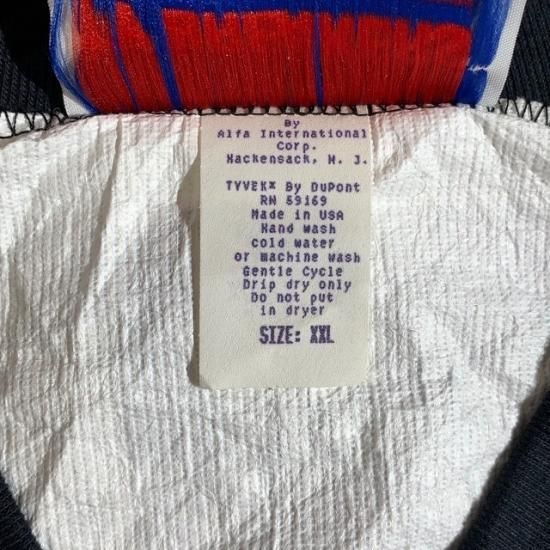 By
Alfa International
Corp.
Hackensack, N. J.
TYVEK* By DuPont
RN 59169
Made in USA
Hand wash
cold water
or machine wash
Gentle Cycle
Drip dry only
Do not put
in dryer
SIZE: XXL